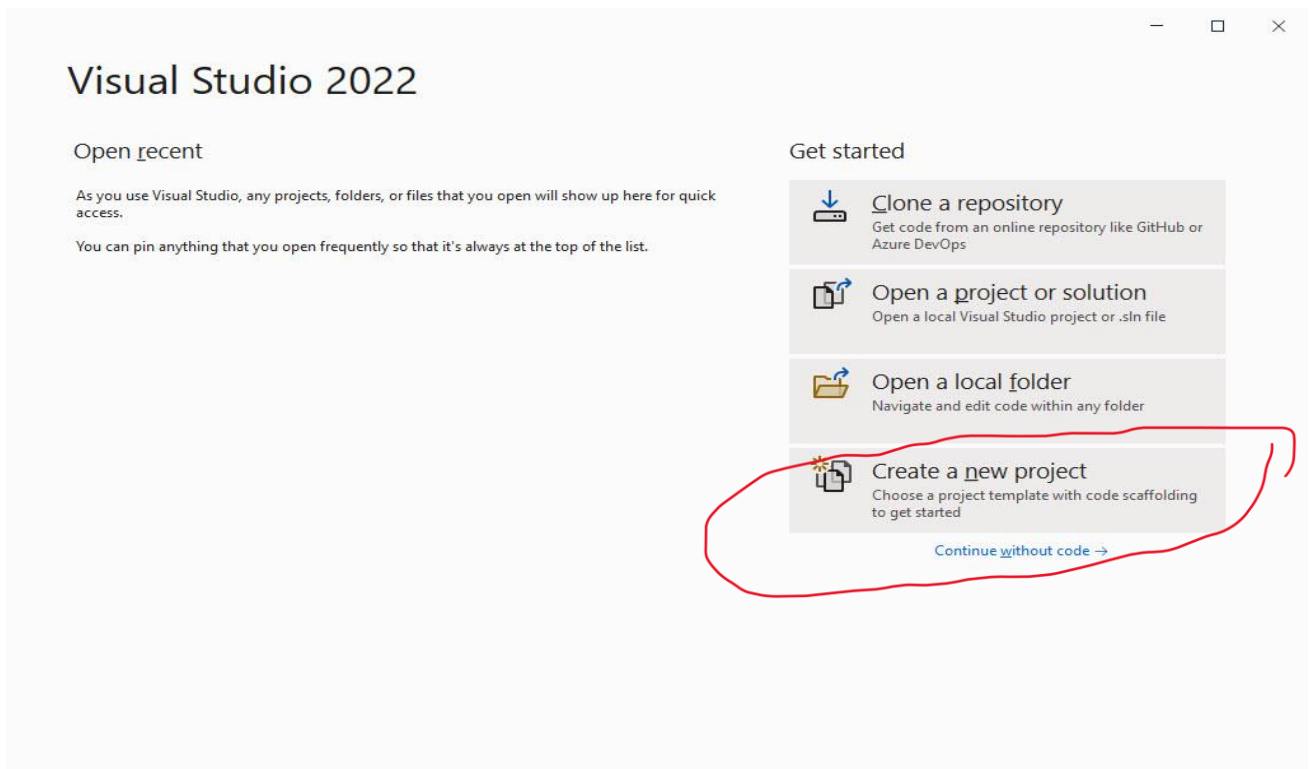 Visual Studio 2022
Open recent
As you use Visual Studio, any projects, folders, or files that you open will show up here for quick
access.
You can pin anything that you open frequently so that it's always at the top of the list.
Get started
Clone a repository
Get code from an online repository like GitHub or
Azure DevOps
Open a project or solution
Open a local Visual Studio project or .sln file
Open a local folder
Navigate and edit code within any folder
Create a new project
Choose a project template with code scaffolding
to get started
Continue without code →